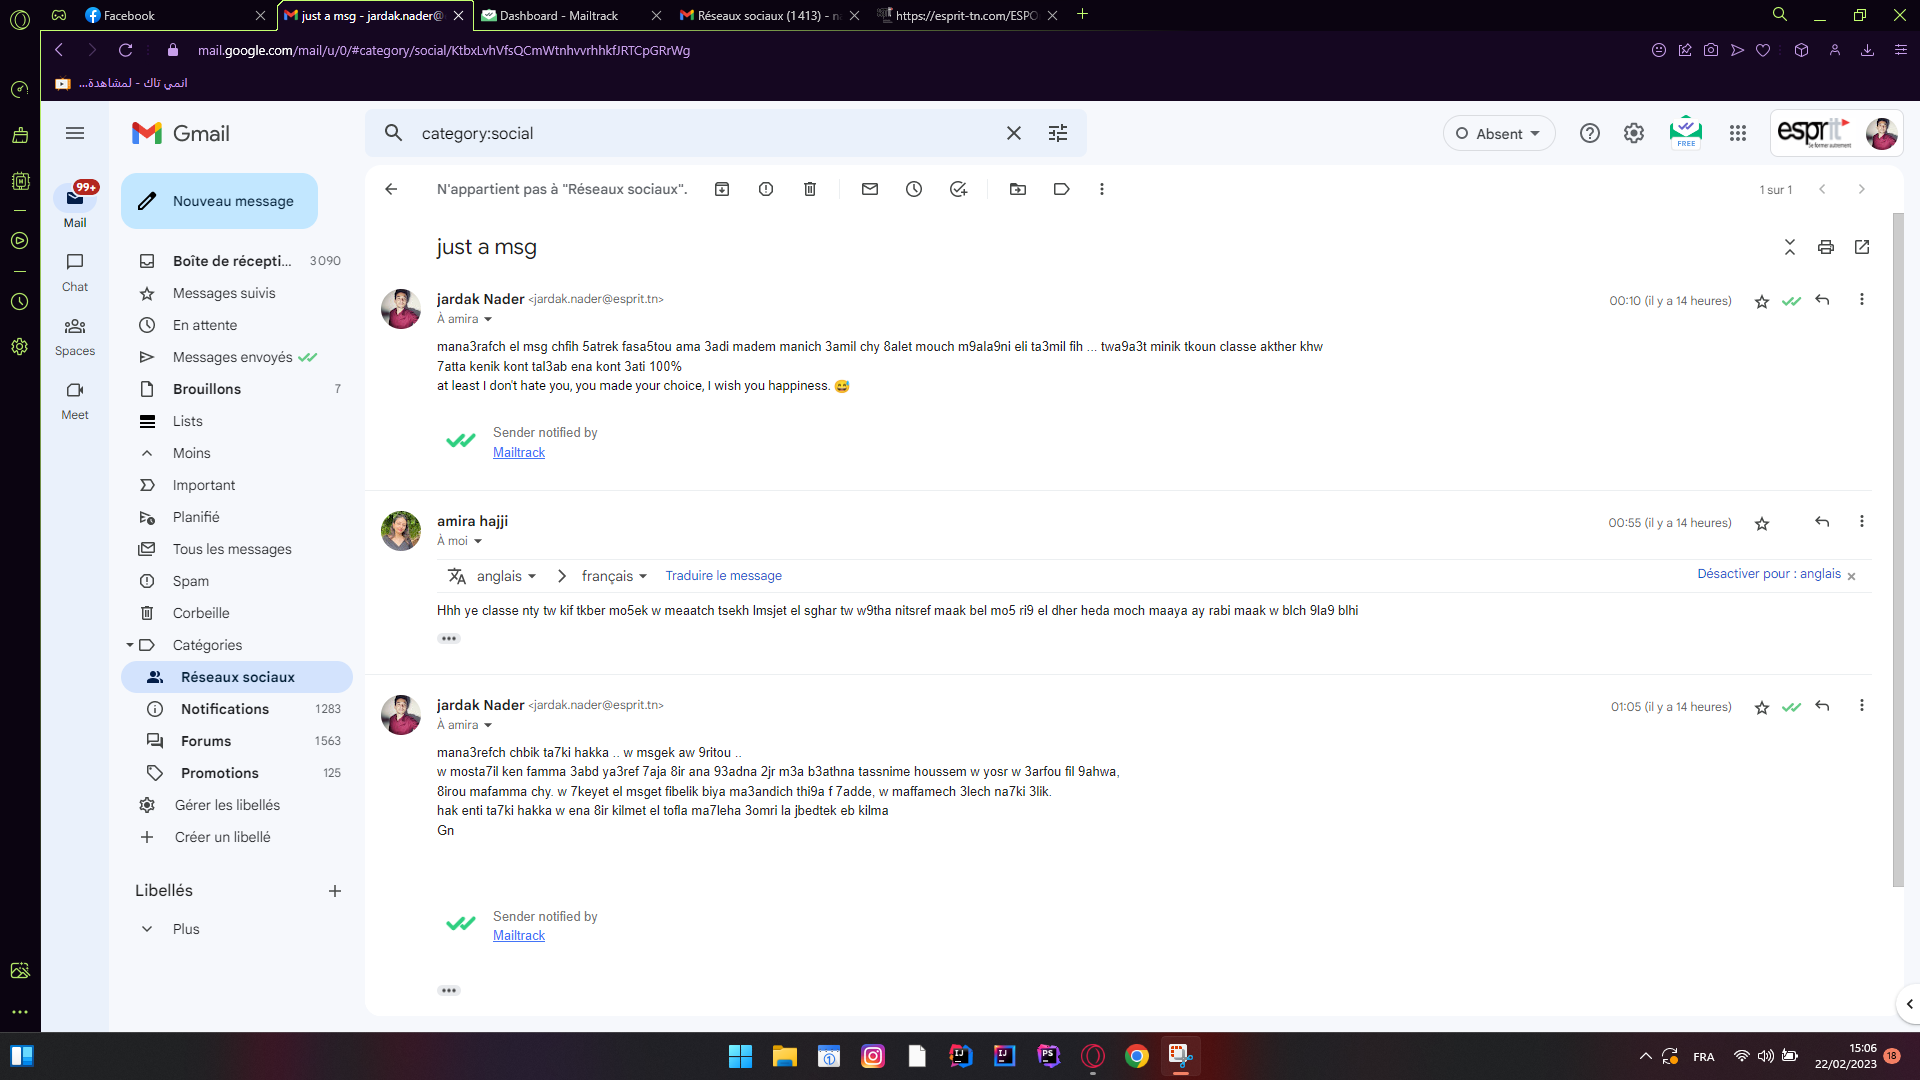 Facebook
just a msg - jardak.nader@
Dashboard - Mailtrack
Réseaux sociaux (1 413) - n
https://esprit-tn.com/ESPO
mail.google.com/mail/u/0/#category/social/KtbxLvhVfsQCmWtnhvvrhhkfJRTCpGRrWg
انمي تاك - لمشاهدة...
Gmail
category:social
Absent
FREE
esprit
Se former autrement
99+
Mail
Chat
Spaces
Meet
Nouveau message
Boîte de récepti... 3 090
Messages suivis
En attente
Messages envoyés
Brouillons 7
Lists
Moins
Important
Planifié
Tous les messages
Spam
Corbeille
Catégories
Réseaux sociaux
Notifications 1283
Forums 1563
Promotions 125
Gérer les libellés
Créer un libellé
Libellés
Plus
N'appartient pas à "Réseaux sociaux".
1 sur 1
just a msg
jardak Nader <jardak.nader@esprit.tn>
00:10 (il y a 14 heures)
À amira
mana3rafch el msg chfih 5atrek fasa5tou ama 3adi madem manich 3amil chy 8alet mouch m9ala9ni eli ta3mil fih ... twa9a3t minik tkoun classe akther khw
7atta kenik kont tal3ab ena kont 3ati 100%
at least I don't hate you, you made your choice, I wish you happiness. 😅
Sender notified by
Mailtrack
amira hajji
00:55 (il y a 14 heures)
À moi
anglais français Traduire le message
Désactiver pour : anglais
Hhh ye classe nty tw kif tkber mo5ek w meaatch tsekh lmsjet el sghar tw w9tha nitsref maak bel mo5 ri9 el dher heda moch maaya ay rabi maak w blch 9la9 blhi
jardak Nader <jardak.nader@esprit.tn>
01:05 (il y a 14 heures)
À amira
mana3refch chbik ta7ki hakka .. w msgek aw 9ritou ..
w mosta7il ken famma 3abd ya3ref 7aja 8ir ana 93adna 2jr m3a b3athna tassnime houssem w yosr w 3arfou fil 9ahwa,
8irou mafamma chy. w 7keyet el msget fibelik biya ma3andich thi9a f 7adde, w maffamech 3lech na7ki 3lik.
hak enti ta7ki hakka w ena 8ir kilmet el tofla ma7leha 3omri la jbedtek eb kilma
Gn
Sender notified by
Mailtrack
FRA
15:06
22/02/2023
18